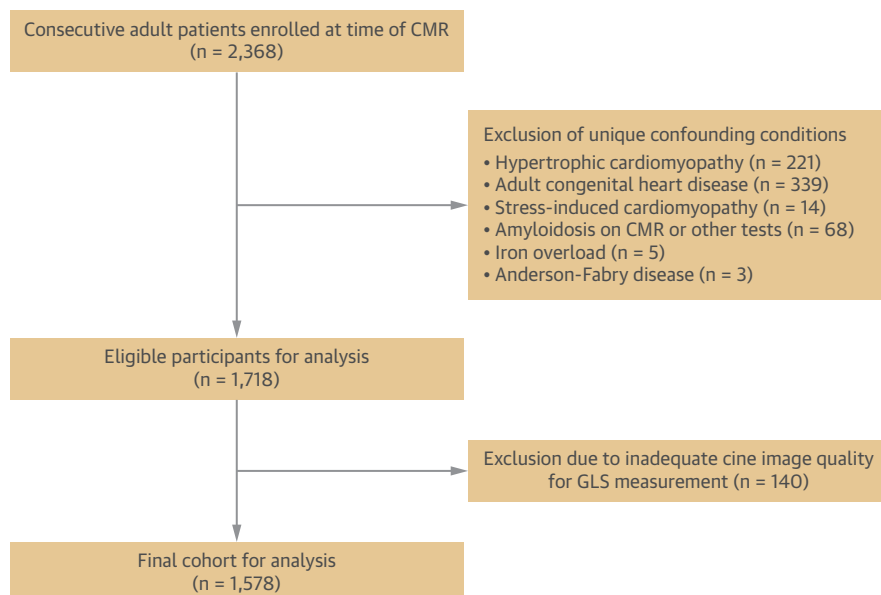 Consecutive adult patients enrolled at time of CMR
(n = 2,368)
Exclusion of unique confounding conditions
• Hypertrophic cardiomyopathy (n = 221)
• Adult congenital heart disease (n = 339)
• Stress-induced cardiomyopathy (n = 14)
• Amyloidosis on CMR or other tests (n = 68)
• Iron overload (n = 5)
• Anderson-Fabry disease (n = 3)
Eligible participants for analysis
(n = 1,718)
Exclusion due to inadequate cine image quality
for GLS measurement (n = 140)
Final cohort for analysis
(n = 1,578)